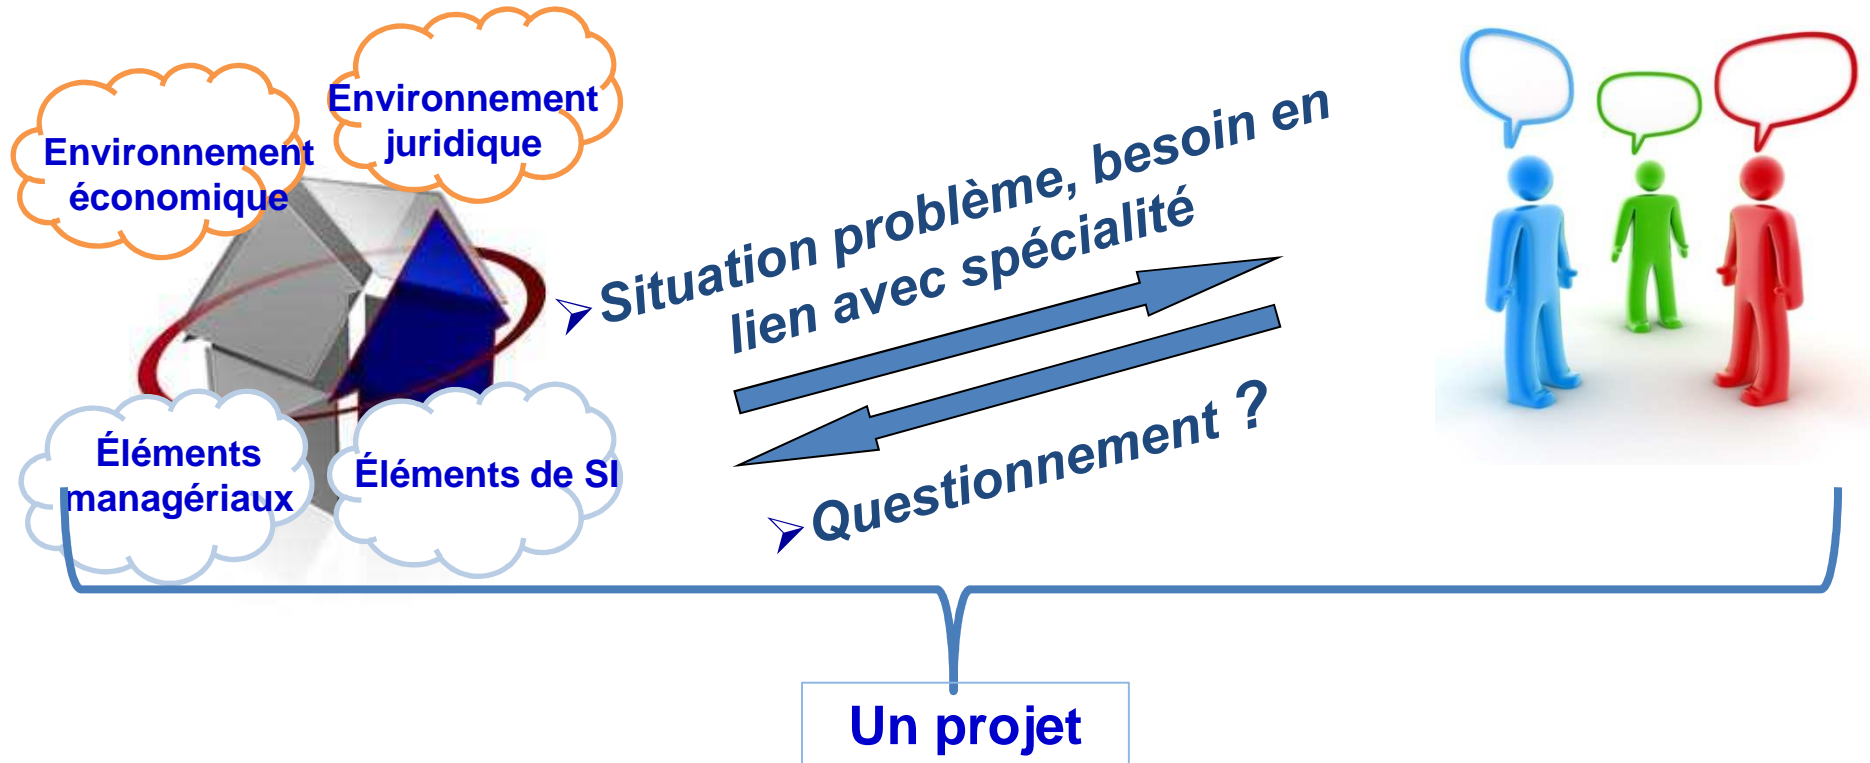 Environnement
économique
Environnement
juridique
Éléments
managériaux
Éléments de SI
Situation problème, besoin en
lien avec spécialité
Questionnement ?
Un projet